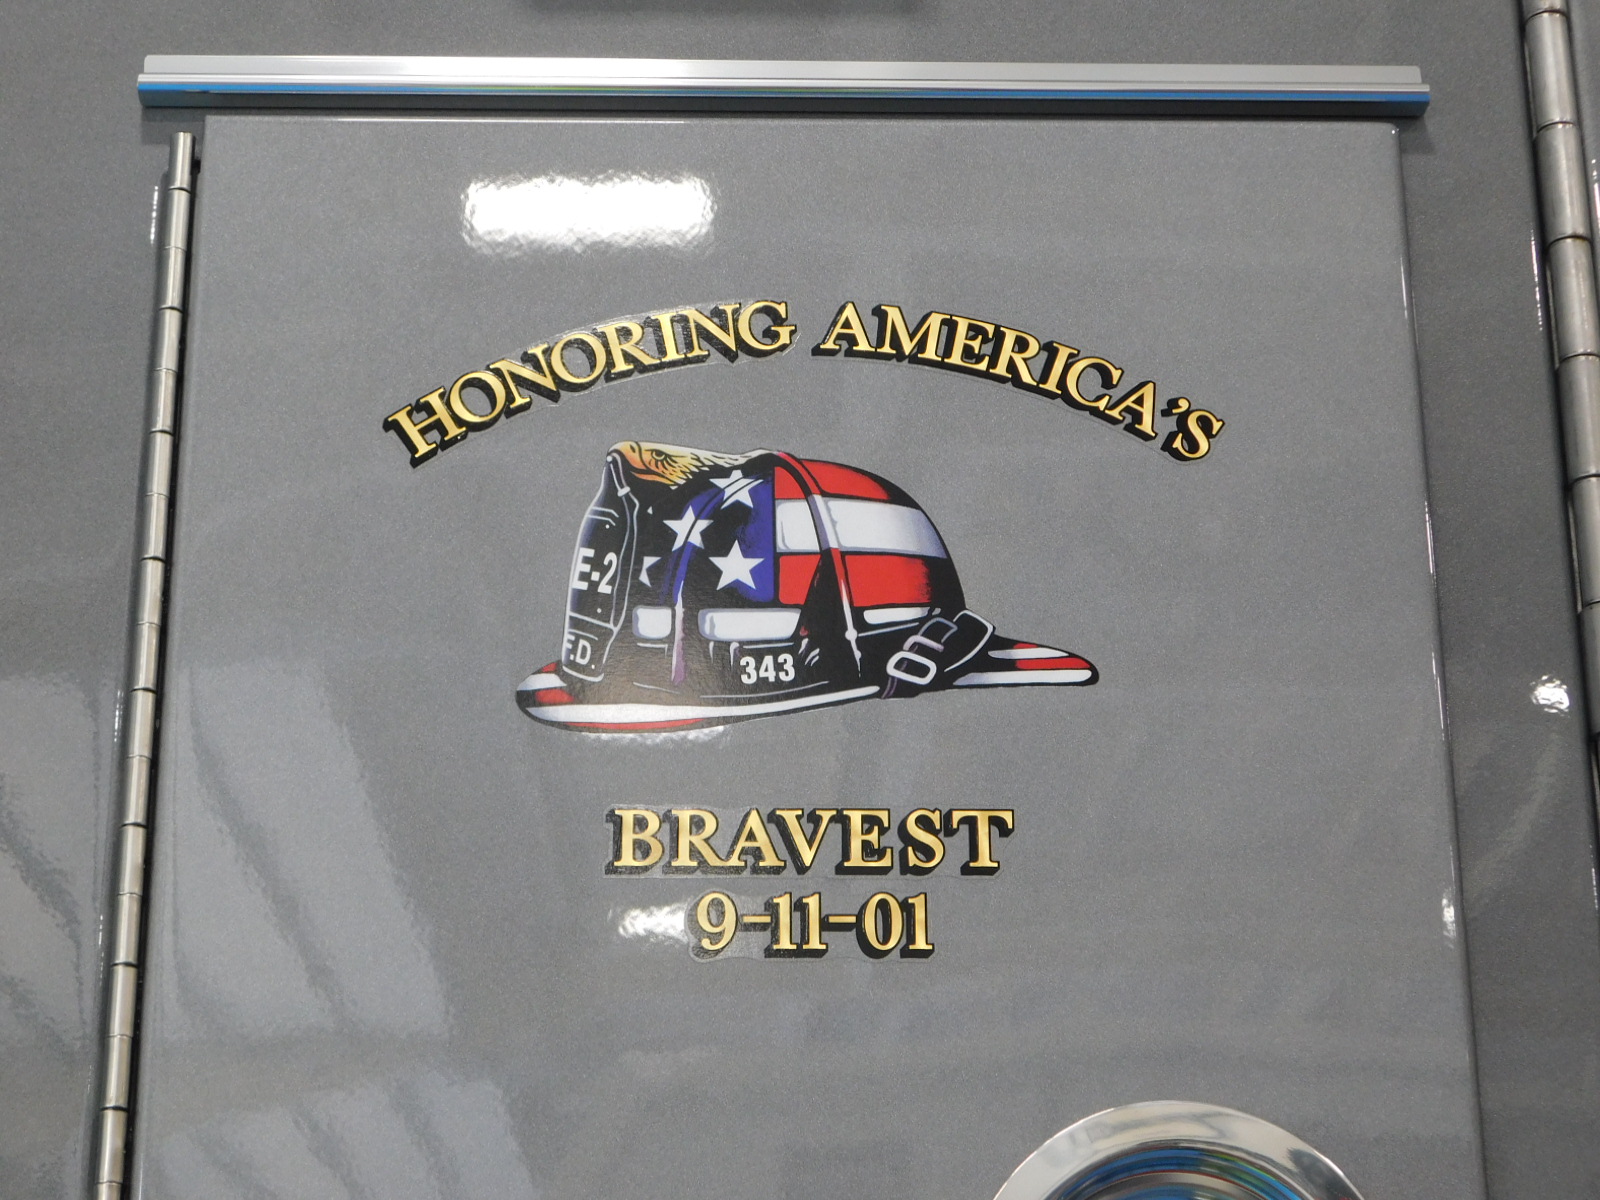 HONORING AMERICA'S
E-2
F.D.
343
BRAVEST
9-11-01